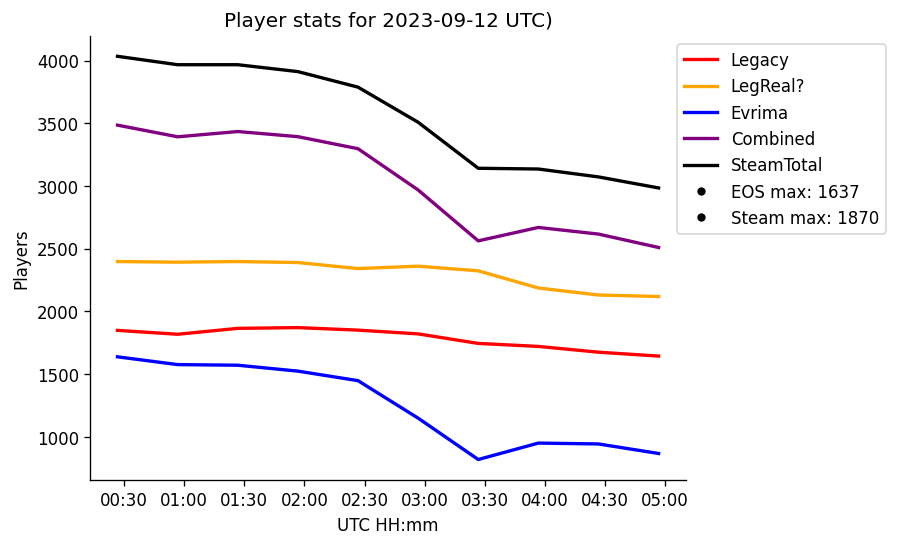 Player stats for 2023-09-12 UTC)
Legacy
LegReal?
Evrima
Combined
SteamTotal
EOS max: 1637
Steam max: 1870
Players
4000
3500
3000
2500
2000
1500
1000
00:30 01:00 01:30 02:00 02:30 03:00 03:30 04:00 04:30 05:00
UTC HH:mm